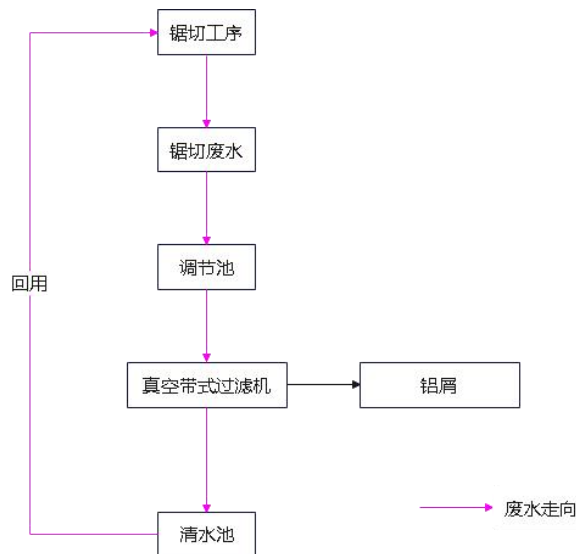 锯切工序
锯切废水
调节池
回用
真空带式过滤机
铝屑
清水池
废水走向